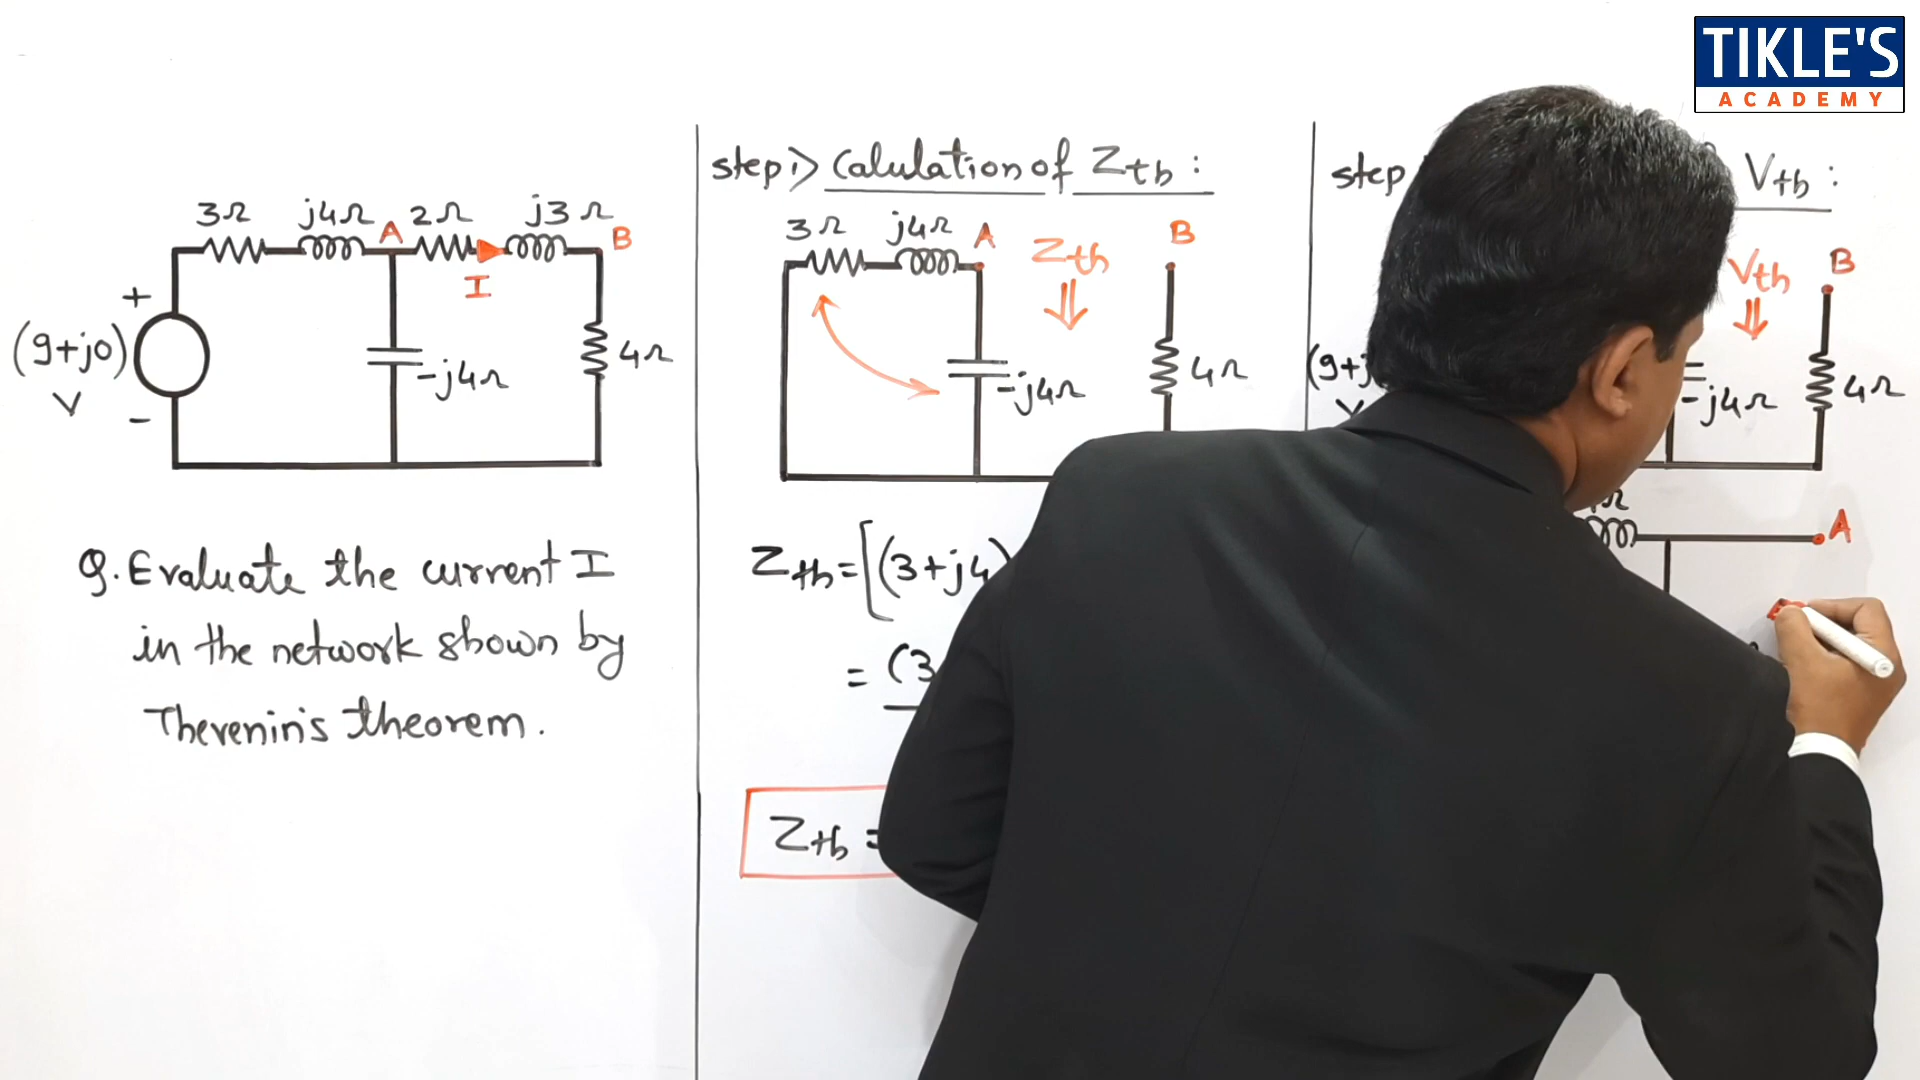 TIKLE'S
ACADEMY
3Ω j4Ω A 2Ω j3Ω B
I
+
(9+j0)
V
-
-j4Ω
4Ω
Q. Evaluate the current I
in the network shown by
Thevenin's theorem.
step 1) Calulation of Zth :
3Ω j4Ω A Zth B
-j4Ω
4Ω
Zth = [(3+j4)
= (3
Zth =
step Vth :
Vth B
(9+j
V
-j4Ω
4Ω
Ω
A